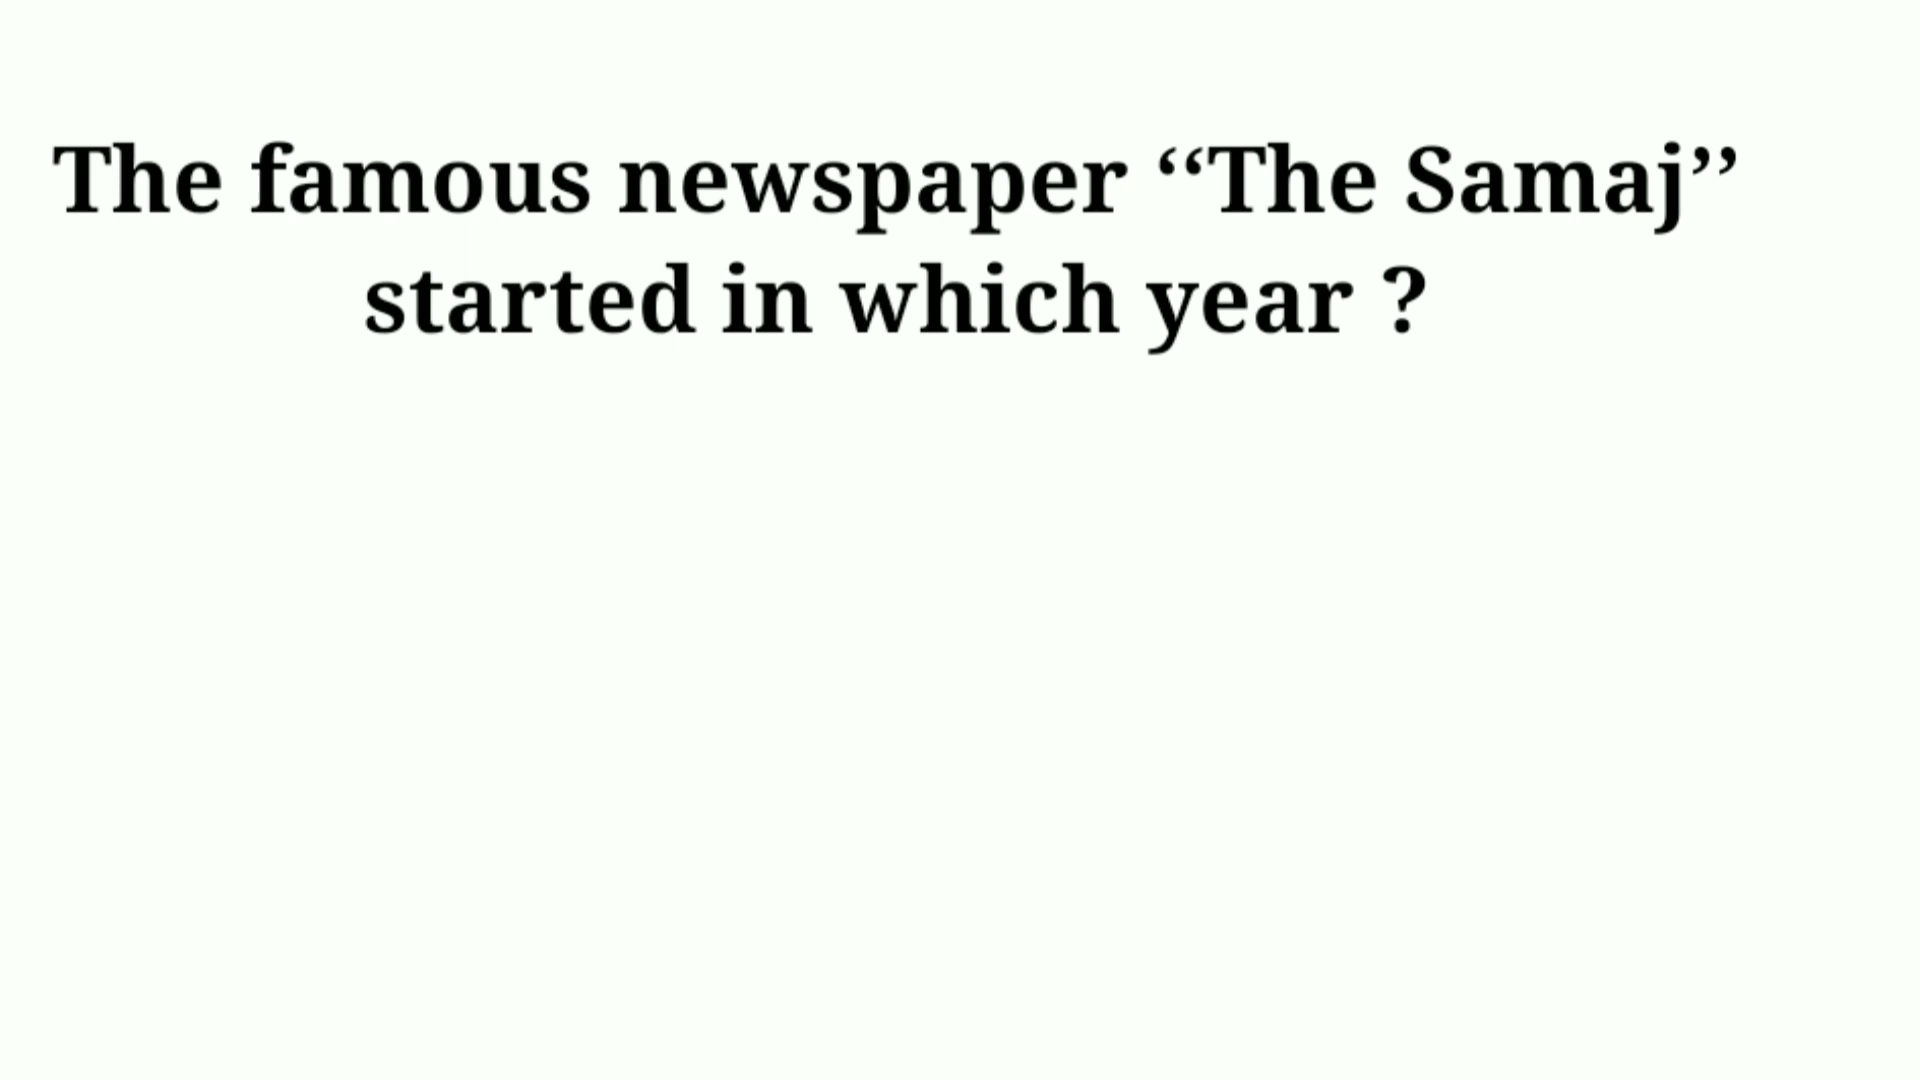 The famous newspaper ‘‘The Samaj’’
started in which year ?